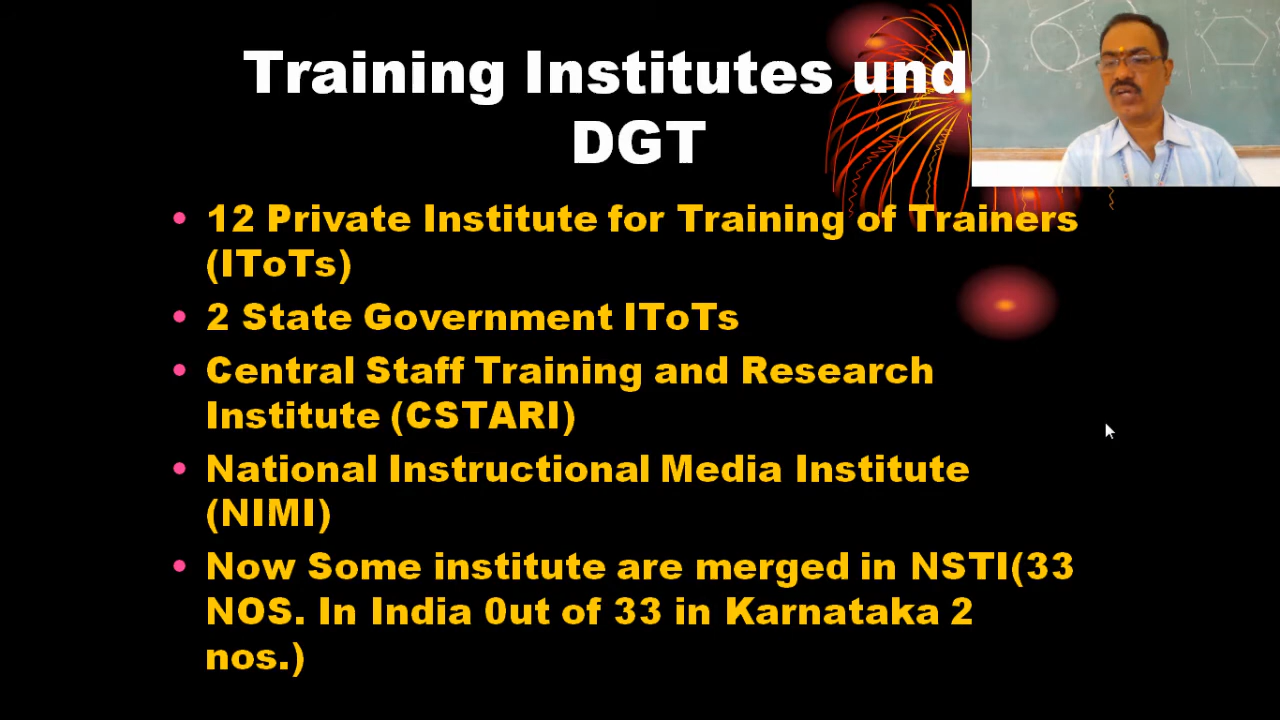 Training Institutes und
DGT
• 12 Private Institute for Training of Trainers
(IToTs)
• 2 State Government IToTs
• Central Staff Training and Research
Institute (CSTARI)
• National Instructional Media Institute
(NIMI)
• Now Some institute are merged in NSTI(33
NOS. In India 0ut of 33 in Karnataka 2
nos.)